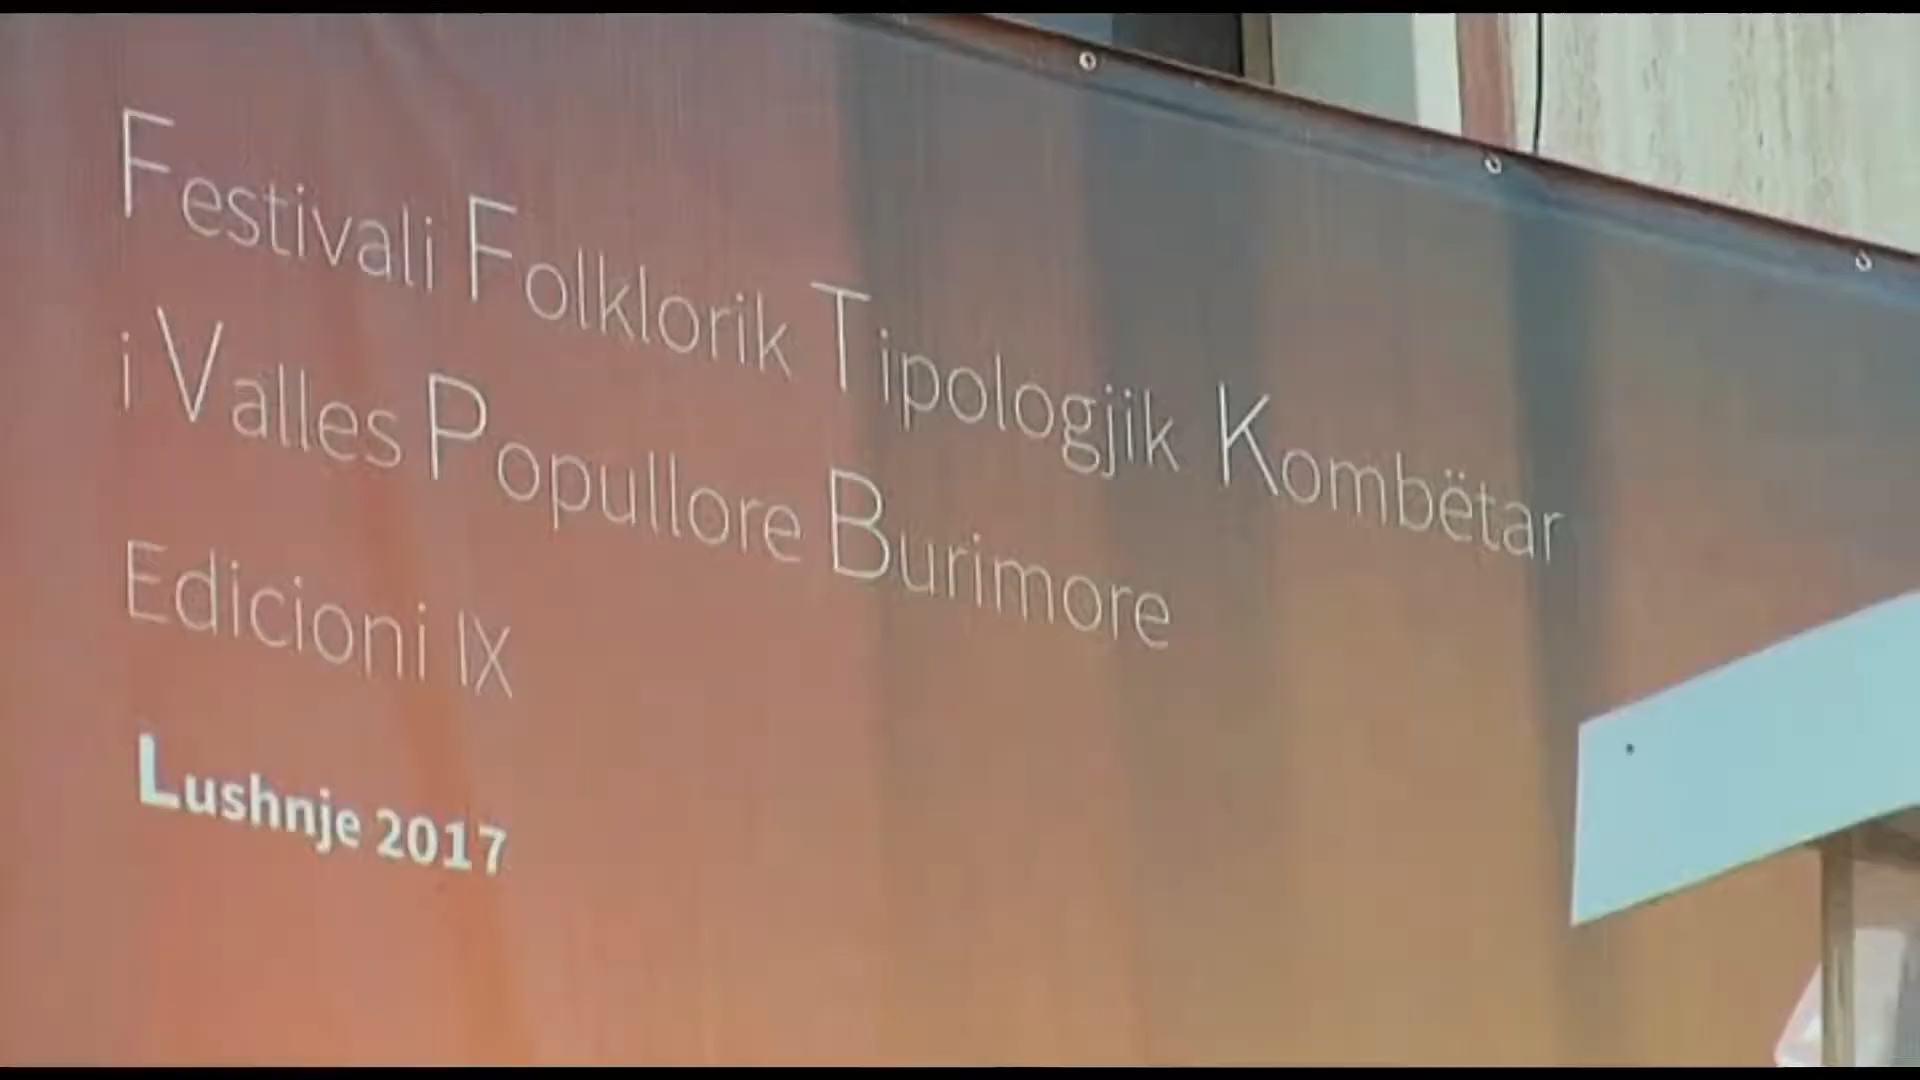 Festivali Folklorik Tipologjik Kombëtar
i Valles Popullore Burimore
Edicioni IX
Lushnje 2017